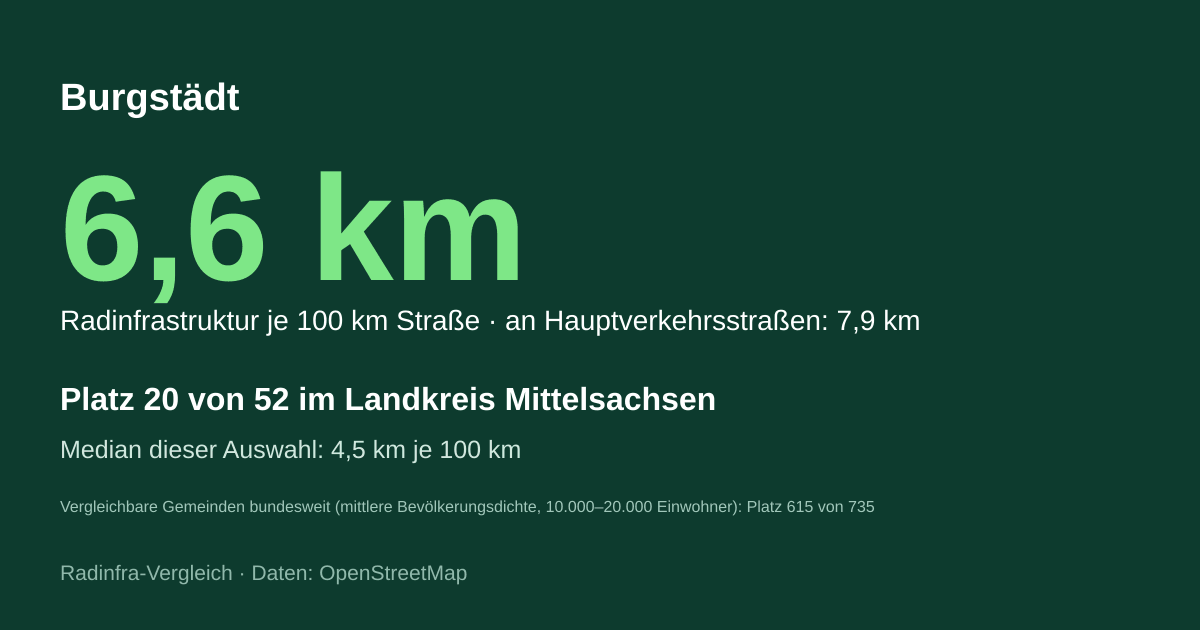 Burgstädt
6,6 km
Radinfrastruktur je 100 km Straße · an Hauptverkehrsstraßen: 7,9 km
Platz 20 von 52 im Landkreis Mittelsachsen
Median dieser Auswahl: 4,5 km je 100 km
Vergleichbare Gemeinden bundesweit (mittlere Bevölkerungsdichte, 10.000–20.000 Einwohner): Platz 615 von 735
Radinfra-Vergleich · Daten: OpenStreetMap